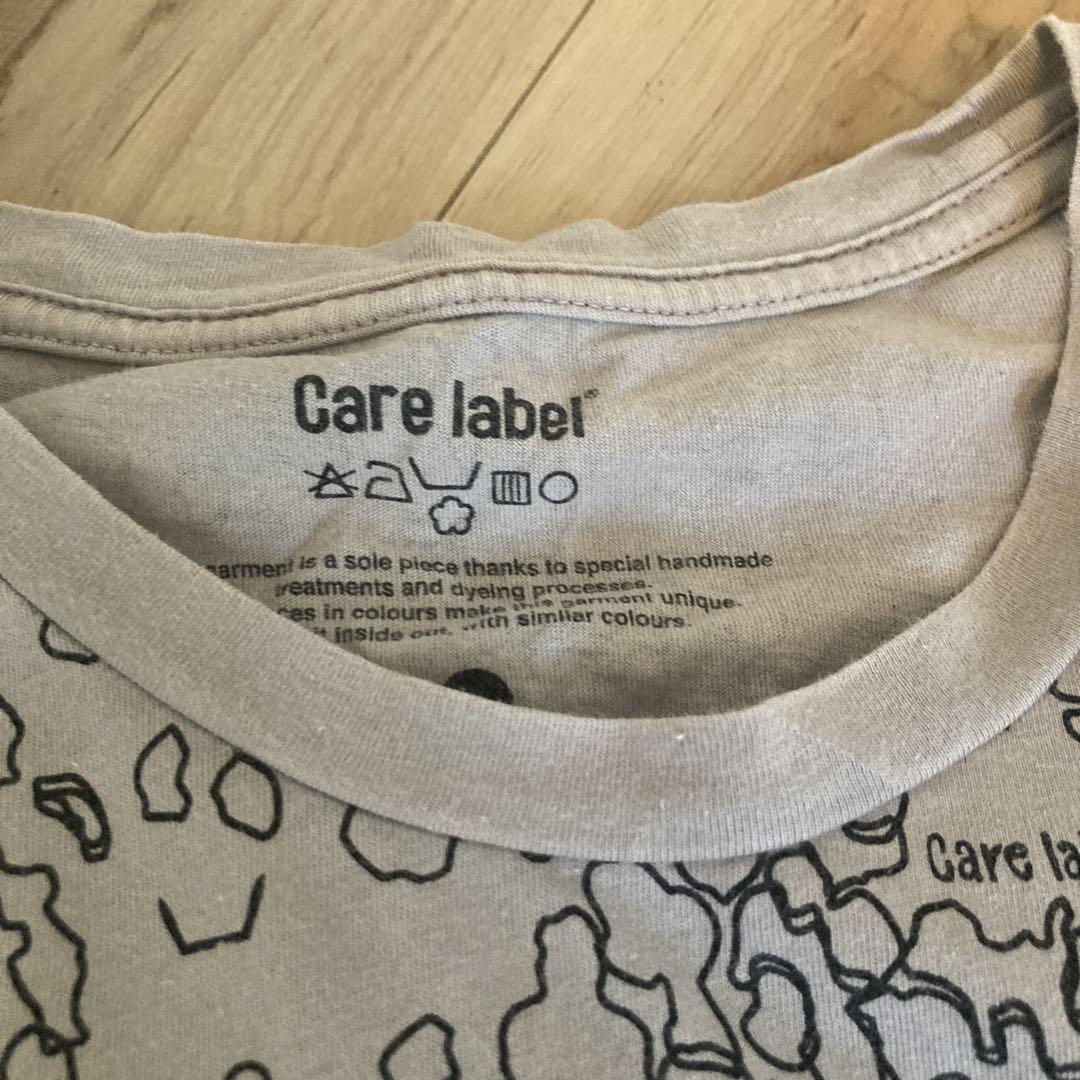 Care label®
garment is a sole piece thanks to special handmade
treatments and dyeing processes.
in colours make this garment unique.
inside out, with similar colours.
Care la